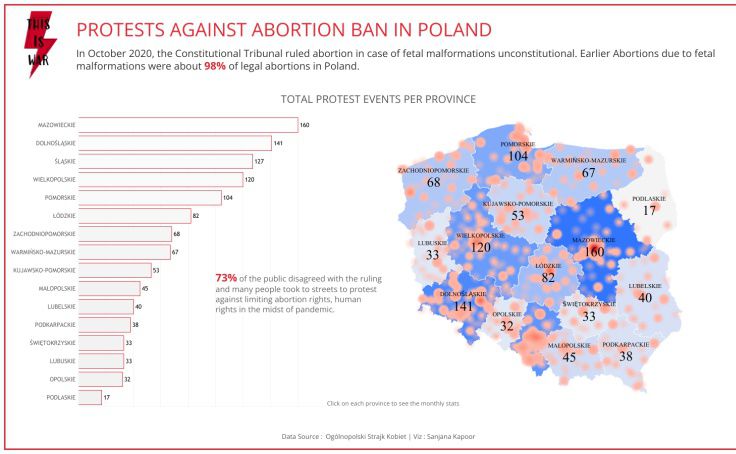 THIS
IS
WAR
PROTESTS AGAINST ABORTION BAN IN POLAND
In October 2020, the Constitutional Tribunal ruled abortion in case of fetal malformations unconstitutional. Earlier Abortions due to fetal
malformations were about 98% of legal abortions in Poland.
TOTAL PROTEST EVENTS PER PROVINCE
MAZOWIECKIE 160
DOLNOŚLĄSKIE 141
ŚLĄSKIE 127
WIELKOPOLSKIE 120
POMORSKIE 104
ŁÓDZKIE 82
ZACHODNIOPOMORSKIE 68
WARMIŃSKO-MAZURSKIE 67
KUJAWSKO-POMORSKIE 53
MAŁOPOLSKIE 45
LUBELSKIE 40
PODKARPACKIE 38
ŚWIĘTOKRZYSKIE 33
LUBUSKIE 33
OPOLSKIE 32
PODLASKIE 17
73% of the public disagreed with the ruling
and many people took to streets to protest
against limiting abortion rights, human
rights in the midst of pandemic.
POMORSKIE
104
WARMIŃSKO-MAZURSKIE
67
ZACHODNIOPOMORSKIE
68
PODLASKIE
17
KUJAWSKO-POMORSKIE
53
LUBUSKIE
33
WIELKOPOLSKIE
120
MAZOWIECKIE
160
ŁÓDZKIE
82
DOLNOŚLĄSKIE
141
LUBELSKIE
40
OPOLSKIE
32
ŚWIĘTOKRZYSKIE
33
MAŁOPOLSKIE
45
PODKARPACKIE
38
Click on each province to see the monthly stats
Data Source : Ogólnopolski Strajk Kobiet | Viz : Sanjana Kapoor